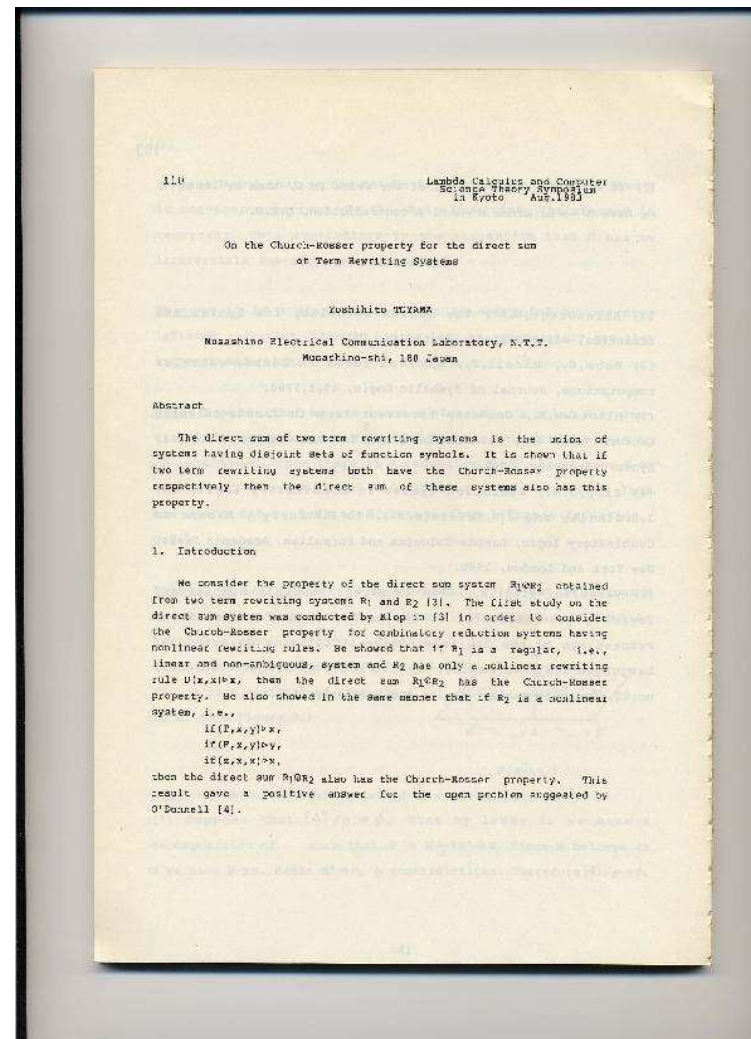 110
Lambda Calculus and Computer
Science Theory Symposium
in Kyoto Aug.1983
On the Church-Rosser property for the direct sum
of Term Rewriting Systems
Yoshihito TOYAMA
Musashino Electrical Communication Laboratory, N.T.T.
Musashino-shi, 180 Japan
Abstract
The direct sum of two term rewriting systems is the union of
systems having disjoint sets of function symbols. It is shown that if
two term rewriting systems both have the Church-Rosser property
respectively then the direct sum of these systems also has this
property.
1. Introduction
We consider the property of the direct sum system R1⊕R2 obtained
from two term rewriting systems R1 and R2 [3]. The first study on the
direct sum system was conducted by Klop in [3] in order to consider
the Church-Rosser property for combinatory reduction systems having
nonlinear rewriting rules. He showed that if R1 is a regular, i.e.,
linear and non-ambiguous, system and R2 has only a nonlinear rewriting
rule D(x,x)▷x, then the direct sum R1⊕R2 has the Church-Rosser
property. He also showed in the same manner that if R2 is a nonlinear
system, i.e.,
if(T,x,y)▷x,
if(F,x,y)▷y,
if(z,x,x)▷x,
then the direct sum R1⊕R2 also has the Church-Rosser property. This
result gave a positive answer for the open problem suggested by
O'Donnell [4].